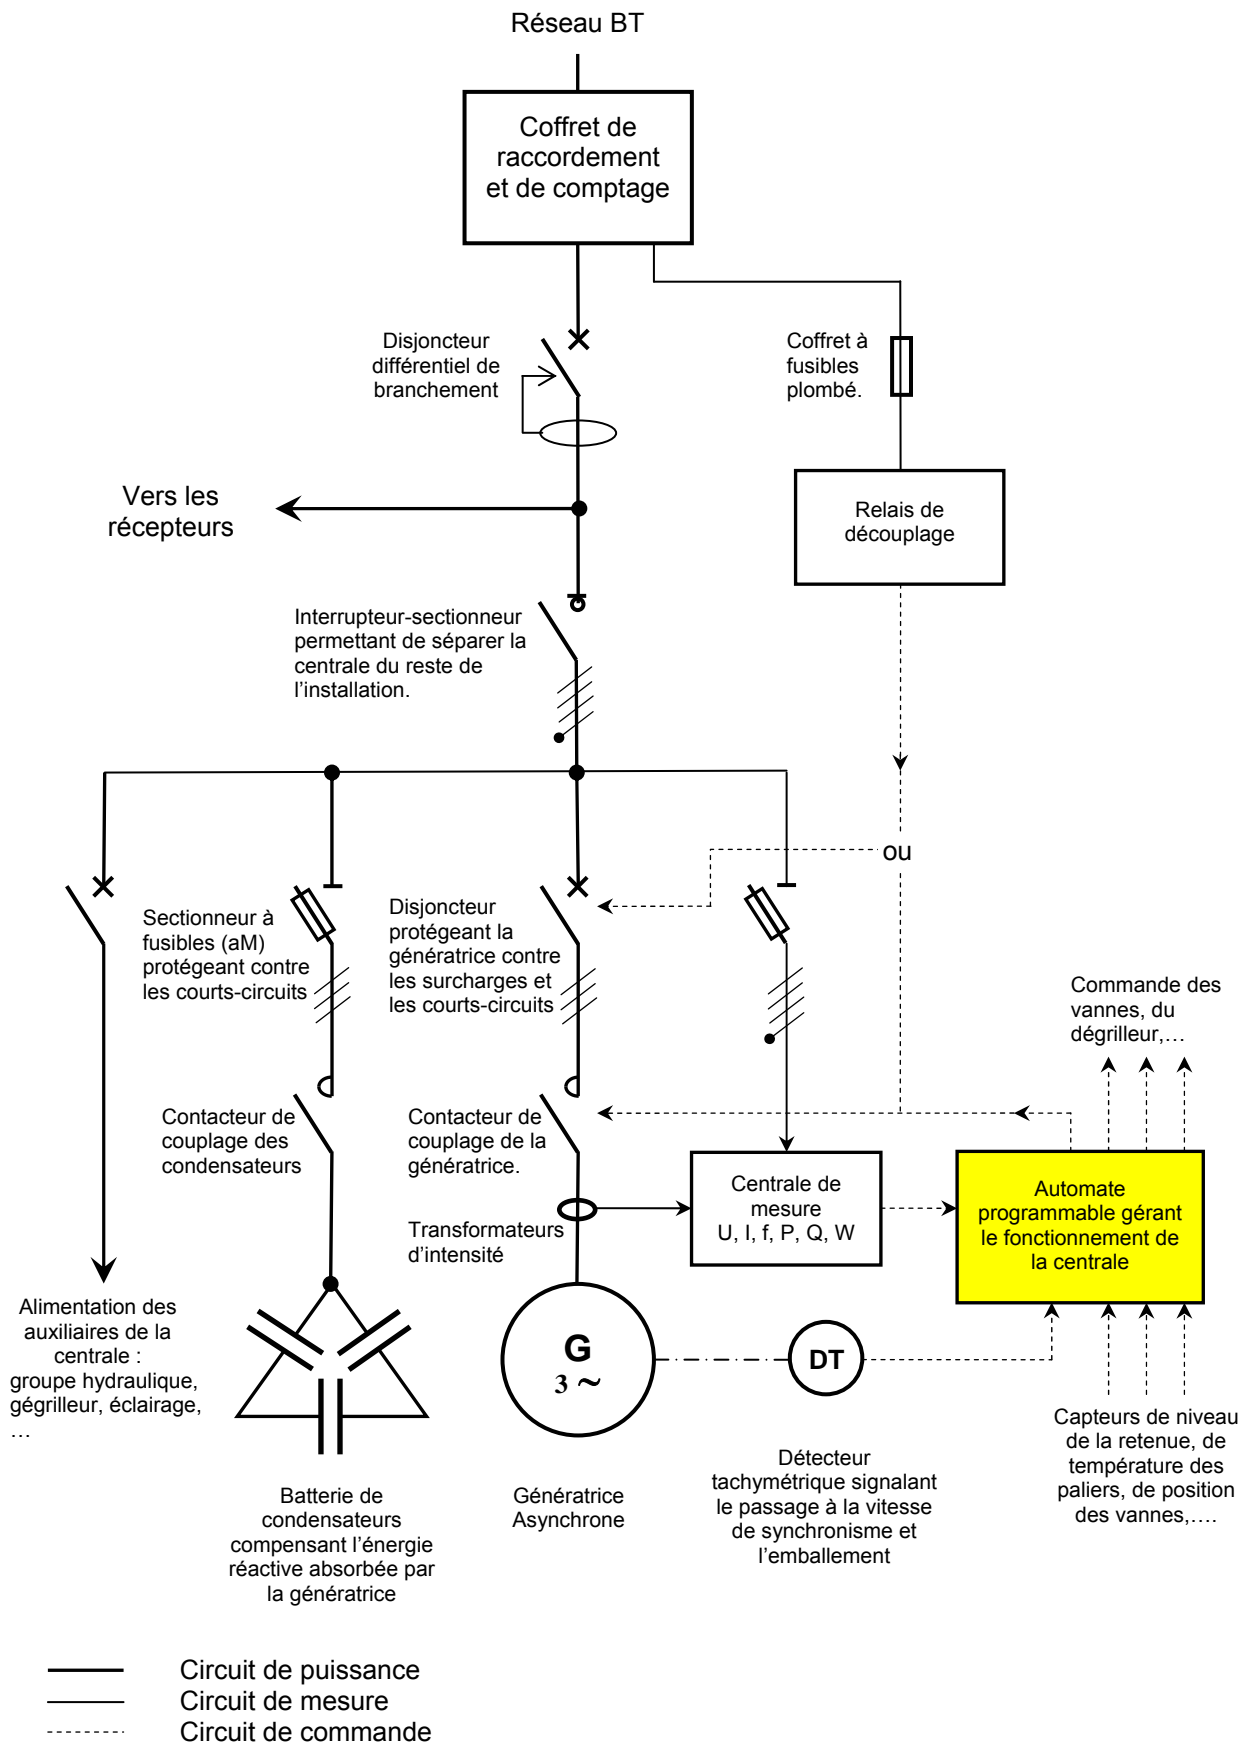 Réseau BT
Coffret de
raccordement
et de comptage
Disjoncteur
différentiel de
branchement
Coffret à
fusibles
plombé.
Vers les
récepteurs
Relais de
découplage
Interrupteur-sectionneur
permettant de séparer la
centrale du reste de
l'installation.
ou
Sectionneur à
fusibles (aM)
protégeant contre
les courts-circuits
Disjoncteur
protégeant la
génératrice contre
les surcharges et
les courts-circuits
Commande des
vannes, du
dégrilleur,…
Contacteur de
couplage des
condensateurs
Contacteur de
couplage de la
génératrice.
Transformateurs
d'intensité
Centrale de
mesure
U, I, f, P, Q, W
Automate
programmable gérant
le fonctionnement de
la centrale
Alimentation des
auxiliaires de la
centrale :
groupe hydraulique,
gégrilleur, éclairage,
…
G
3 ~
DT
Capteurs de niveau
de la retenue, de
température des
paliers, de position
des vannes,….
Batterie de
condensateurs
compensant l'énergie
réactive absorbée par
la génératrice
Génératrice
Asynchrone
Détecteur
tachymétrique signalant
le passage à la vitesse
de synchronisme et
l'emballement
Circuit de puissance
Circuit de mesure
Circuit de commande